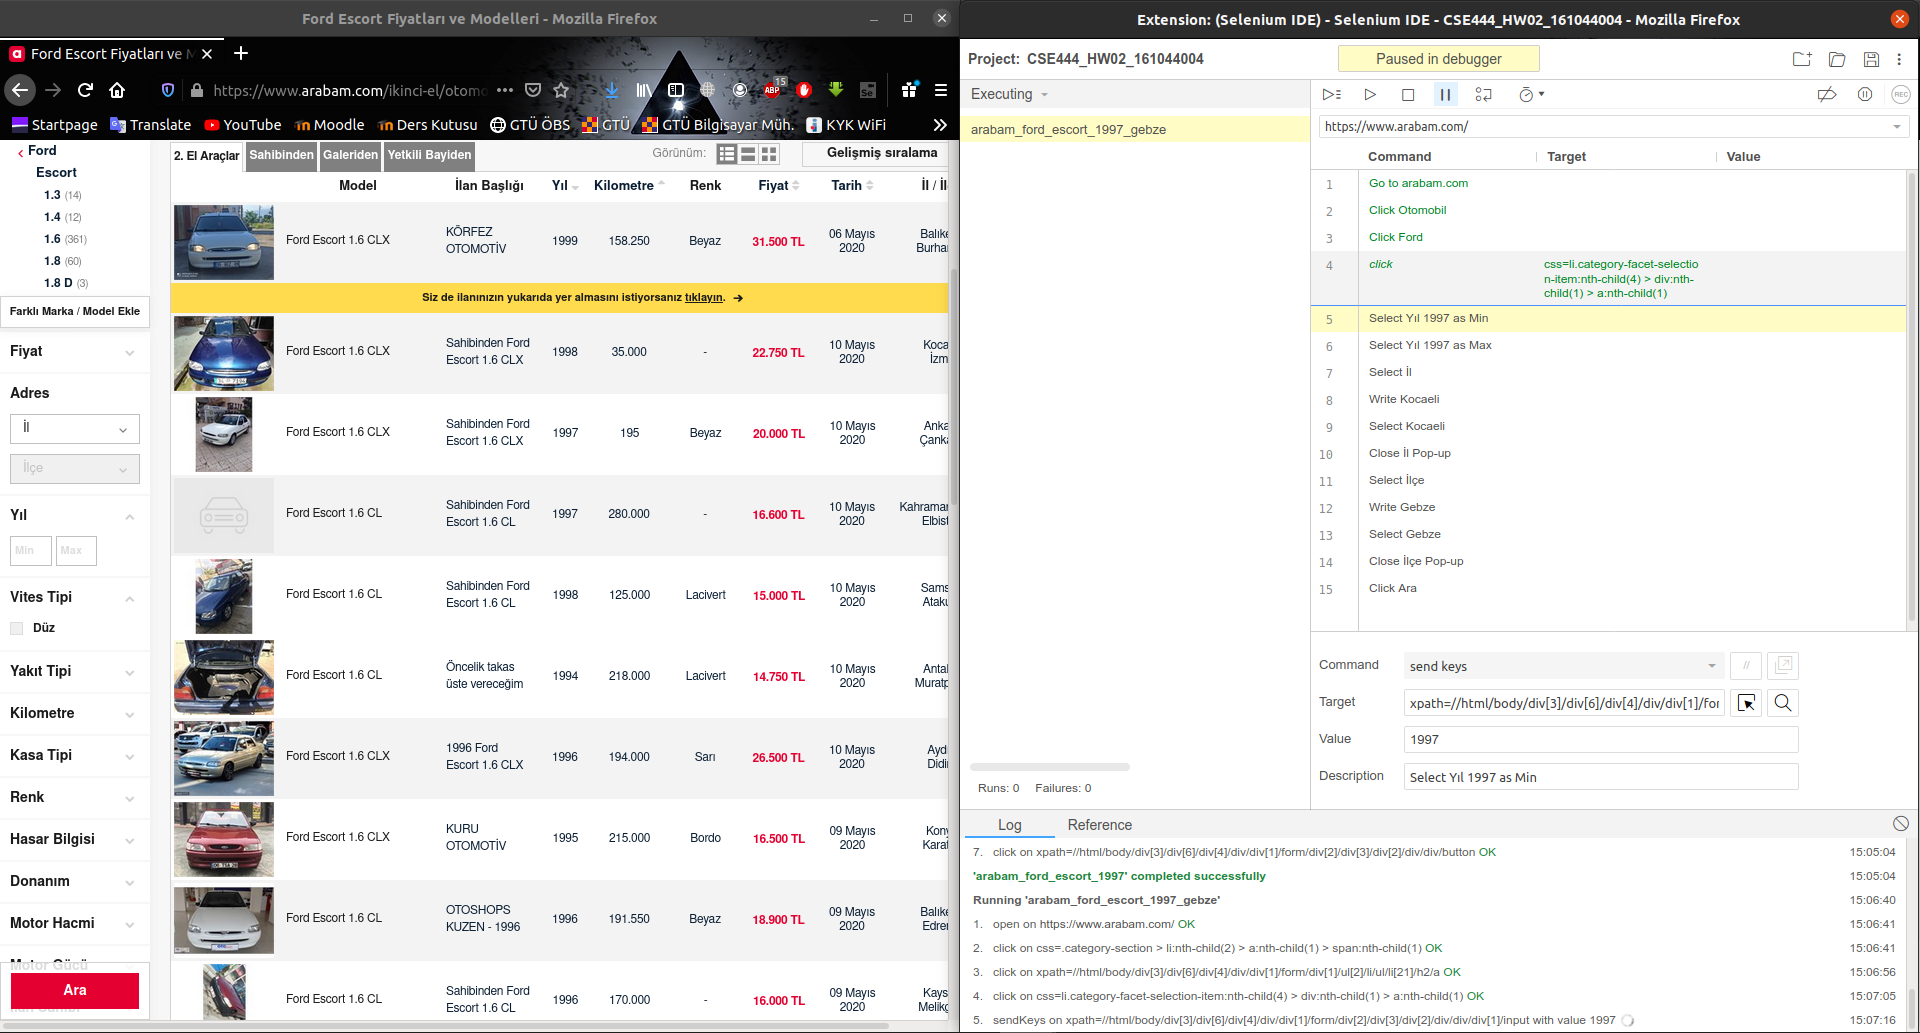 Ford Escort Fiyatları ve Modelleri - Mozilla Firefox
Ford Escort Fiyatları ve M
https://www.arabam.com/ikinci-el/otomo
15
ABP
Se
Startpage
Translate
YouTube
Moodle
Ders Kutusu
GTÜ ÖBS
GTÜ
GTÜ Bilgisayar Müh.
KYK WiFi
Ford
Escort
1.3 (14)
1.4 (12)
1.6 (361)
1.8 (60)
1.8 D (3)
Farklı Marka / Model Ekle
Fiyat
Adres
İl
İlçe
Yıl
Min
Max
Vites Tipi
Düz
Yakıt Tipi
Kilometre
Kasa Tipi
Renk
Hasar Bilgisi
Donanım
Motor Hacmi
Motor Gücü
Ara
2. El Araçlar
Sahibinden
Galeriden
Yetkili Bayiden
Görünüm:
Gelişmiş sıralama
Model İlan Başlığı Yıl Kilometre Renk Fiyat Tarih İl / İl
Ford Escort 1.6 CLX KÖRFEZ OTOMOTİV 1999 158.250 Beyaz 31.500 TL 06 Mayıs 2020 Balıke Burhar
Siz de ilanınızın yukarıda yer almasını istiyorsanız tıklayın. →
Ford Escort 1.6 CLX Sahibinden Ford Escort 1.6 CLX 1998 35.000 - 22.750 TL 10 Mayıs 2020 Koca İzm
Ford Escort 1.6 CLX Sahibinden Ford Escort 1.6 CLX 1997 195 Beyaz 20.000 TL 10 Mayıs 2020 Anka Çanka
Ford Escort 1.6 CL Sahibinden Ford Escort 1.6 CL 1997 280.000 - 16.600 TL 10 Mayıs 2020 Kahramar Elbist
Ford Escort 1.6 CL Sahibinden Ford Escort 1.6 CL 1998 125.000 Lacivert 15.000 TL 10 Mayıs 2020 Sams Ataku
Ford Escort 1.6 CL Öncelik takas üste vereceğim 1994 218.000 Lacivert 14.750 TL 10 Mayıs 2020 Antal Muratp
Ford Escort 1.6 CLX 1996 Ford Escort 1.6 CLX 1996 194.000 Sarı 26.500 TL 10 Mayıs 2020 Aydı Didir
Ford Escort 1.6 CLX KURU OTOMOTİV 1995 215.000 Bordo 16.500 TL 09 Mayıs 2020 Kony Karat
Ford Escort 1.6 CL OTOSHOPS KUZEN - 1996 1996 191.550 Beyaz 18.900 TL 09 Mayıs 2020 Balıke Edrer
Ford Escort 1.6 CL Sahibinden Ford Escort 1.6 CL 1996 170.000 - 16.000 TL 09 Mayıs 2020 Kays Melikg
Extension: (Selenium IDE) - Selenium IDE - CSE444_HW02_161044004 - Mozilla Firefox
Project: CSE444_HW02_161044004
Paused in debugger
Executing
arabam_ford_escort_1997_gebze
REC
https://www.arabam.com/
Command Target Value
1 Go to arabam.com
2 Click Otomobil
3 Click Ford
4 click css=li.category-facet-selectio
n-item:nth-child(4) > div:nth-
child(1) > a:nth-child(1)
5 Select Yıl 1997 as Min
6 Select Yıl 1997 as Max
7 Select İl
8 Write Kocaeli
9 Select Kocaeli
10 Close İl Pop-up
11 Select İlçe
12 Write Gebze
13 Select Gebze
14 Close İlçe Pop-up
15 Click Ara
Command send keys //
Target xpath=//html/body/div[3]/div[6]/div[4]/div/div[1]/for
Value 1997
Description Select Yıl 1997 as Min
Runs: 0 Failures: 0
Log Reference
7. click on xpath=//html/body/div[3]/div[6]/div[4]/div/div[1]/form/div[2]/div[3]/div[2]/div/div/button OK 15:05:04
'arabam_ford_escort_1997' completed successfully 15:05:04
Running 'arabam_ford_escort_1997_gebze' 15:06:40
1. open on https://www.arabam.com/ OK 15:06:41
2. click on css=.category-section > li:nth-child(2) > a:nth-child(1) > span:nth-child(1) OK 15:06:41
3. click on xpath=//html/body/div[3]/div[6]/div[4]/div/div[1]/form/div[1]/ul[2]/li/ul/li[21]/h2/a OK 15:06:56
4. click on css=li.category-facet-selection-item:nth-child(4) > div:nth-child(1) > a:nth-child(1) OK 15:07:05
5. sendKeys on xpath=//html/body/div[3]/div[6]/div[4]/div/div[1]/form/div[2]/div[3]/div[2]/div/div/div[1]/input with value 1997 15:07:16